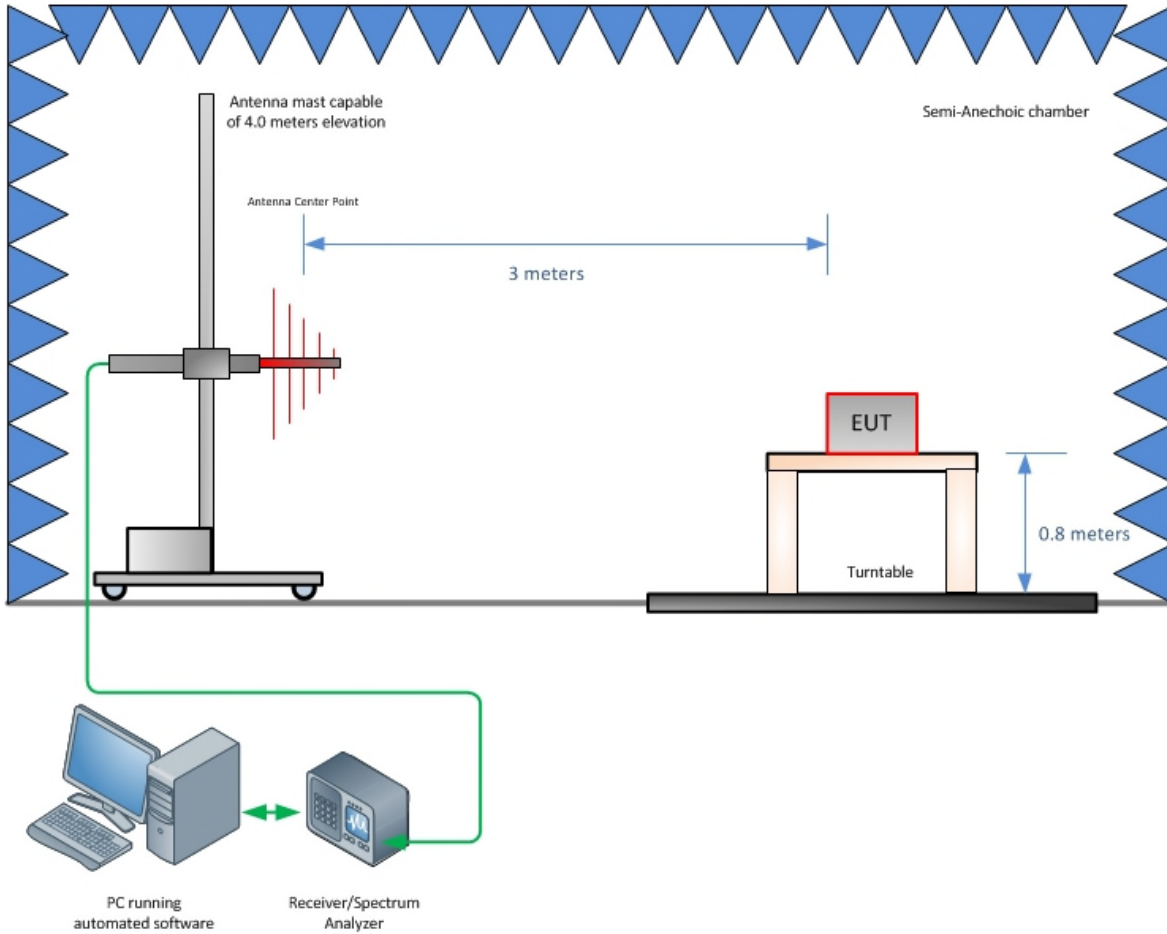 Antenna mast capable
of 4.0 meters elevation
Semi-Anechoic chamber
Antenna Center Point
3 meters
EUT
0.8 meters
Turntable
PC running
automated software
Receiver/Spectrum
Analyzer